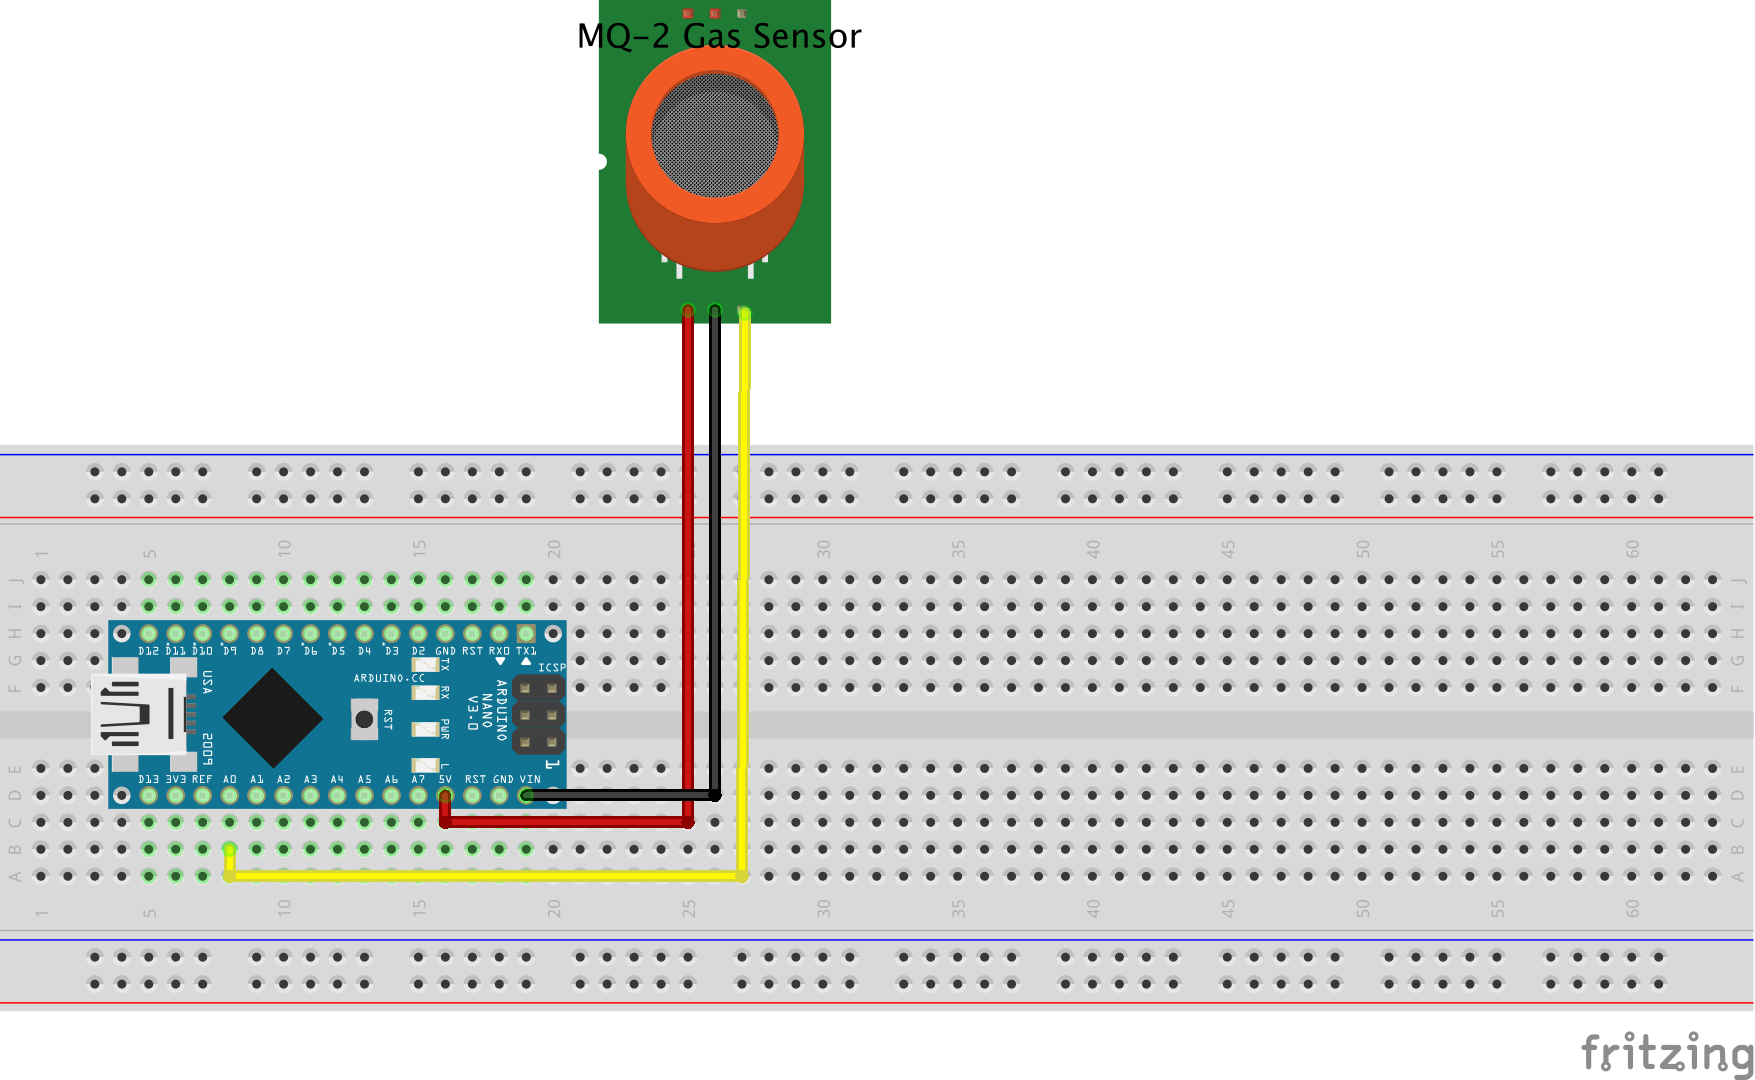 MQ-2 Gas Sensor
1 5 10 15 20 30 35 40 45 50 55 60
J J
I I
H H
G G
F F
D12 D11 D10 D9 D8 D7 D6 D5 D4 D3 D2 GND RST RX0 TX1
ICSP
ARDUINO.CC
USA
2009
RST
TX
RX
PWR
L
ARDUINO
NANO
V3.0
1
D13 3V3 REF A0 A1 A2 A3 A4 A5 A6 A7 5V RST GND VIN
E E
D D
C C
B B
A A
1 5 10 15 20 25 30 35 40 45 50 55 60
fritzing